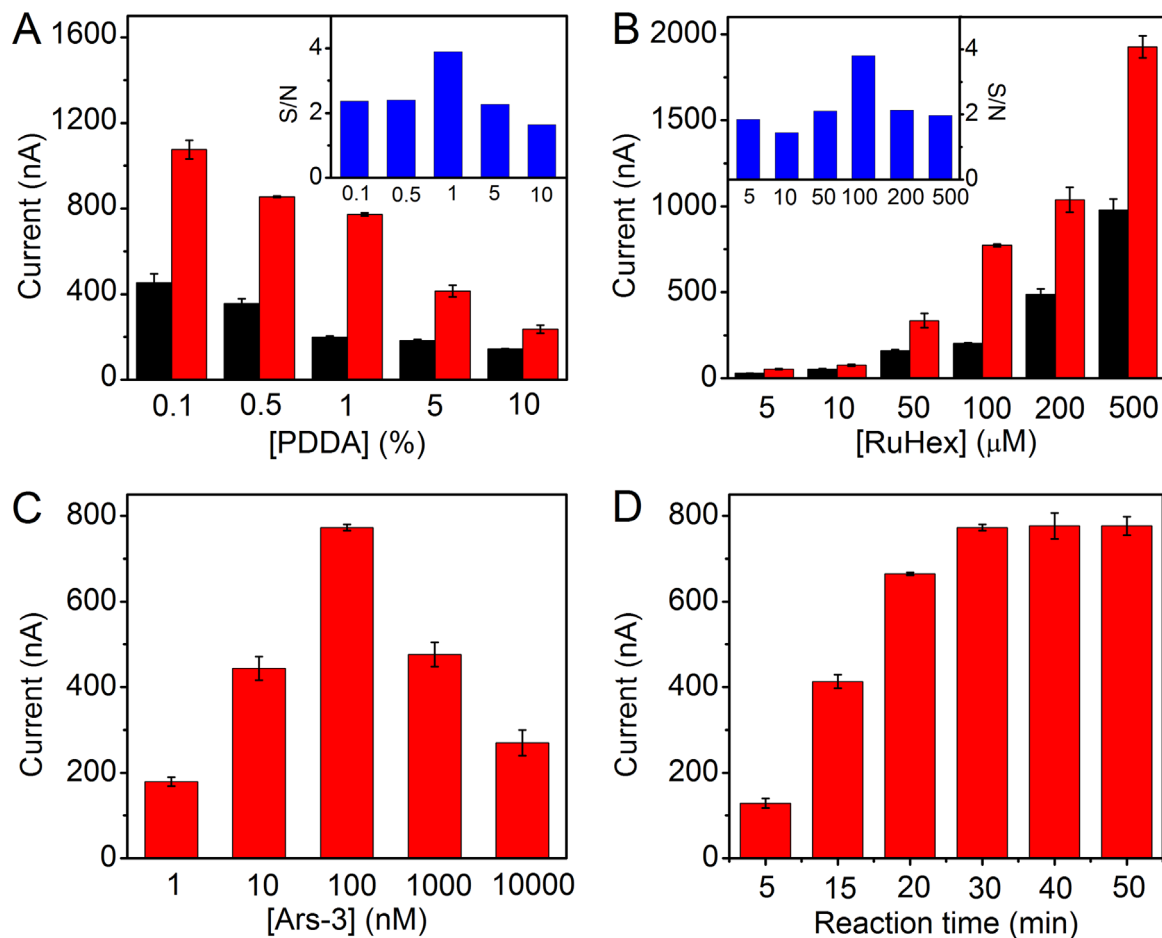 A
Current (nA)
1600
1200
800
400
0
0.1 0.5 1 5 10
[PDDA] (%)
S/N
4
2
0
0.1 0.5 1 5 10
B
Current (nA)
2000
1500
1000
500
0
5 10 50 100 200 500
[RuHex] (μM)
4
2
0
S/N
5 10 50 100 200 500
C
Current (nA)
800
600
400
200
0
1 10 100 1000 10000
[Ars-3] (nM)
D
Current (nA)
800
600
400
200
0
5 15 20 30 40 50
Reaction time (min)